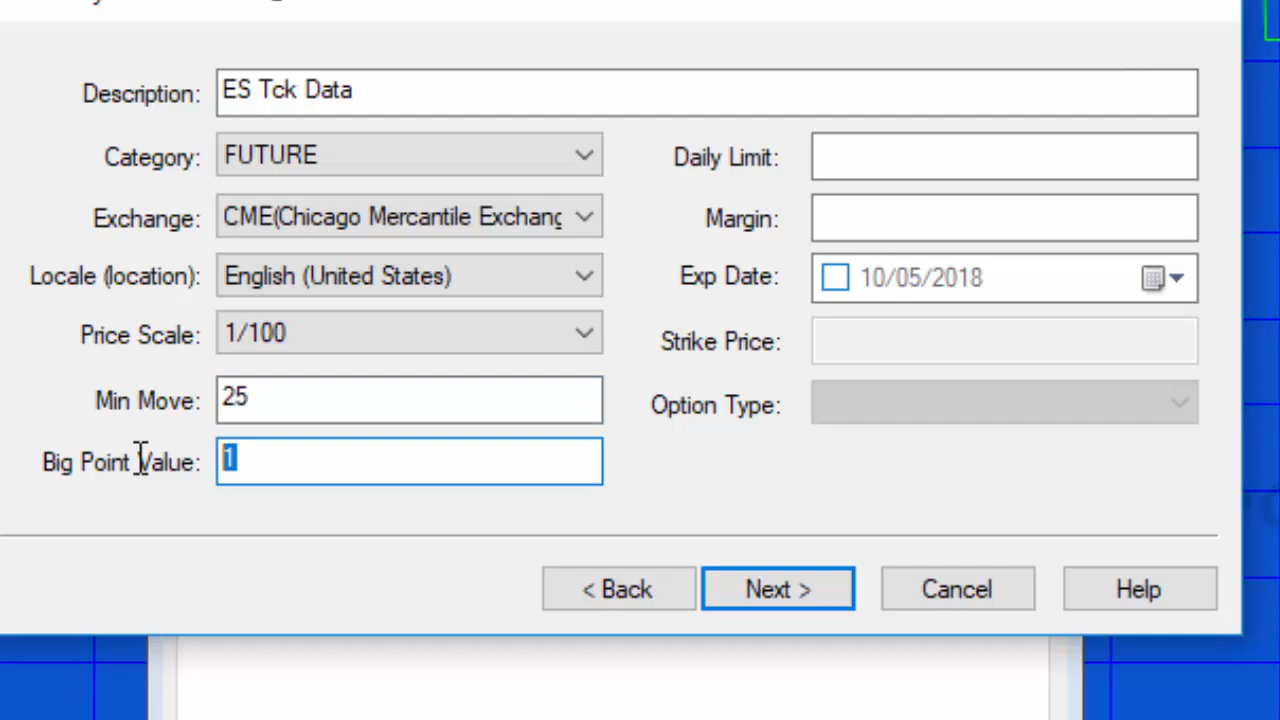 Description: ES Tck Data
Category: FUTURE
Exchange: CME(Chicago Mercantile Exchang
Locale (location): English (United States)
Price Scale: 1/100
Min Move: 25
Big Point Value: 1
Daily Limit:
Margin:
Exp Date: 10/05/2018
Strike Price:
Option Type:
< Back
Next >
Cancel
Help